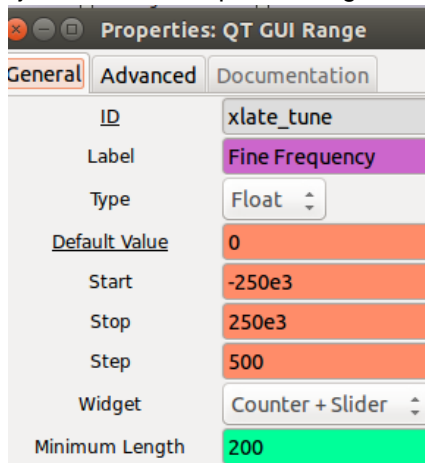 Properties: QT GUI Range
General Advanced Documentation
ID xlate_tune
Label Fine Frequency
Type Float
Default Value 0
Start -250e3
Stop 250e3
Step 500
Widget Counter + Slider
Minimum Length 200